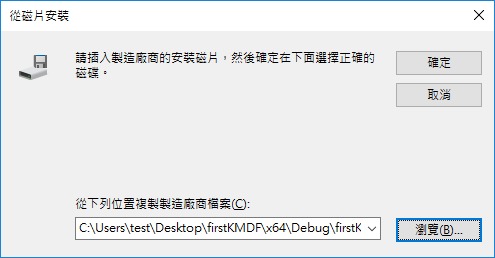 從磁片安裝
請插入製造廠商的安裝磁片，然後確定在下面選擇正確的
磁碟。
確定
取消
從下列位置複製製造廠商檔案(C):
C:\Users\test\Desktop\firstKMDF\x64\Debug\firstK
瀏覽(B)...